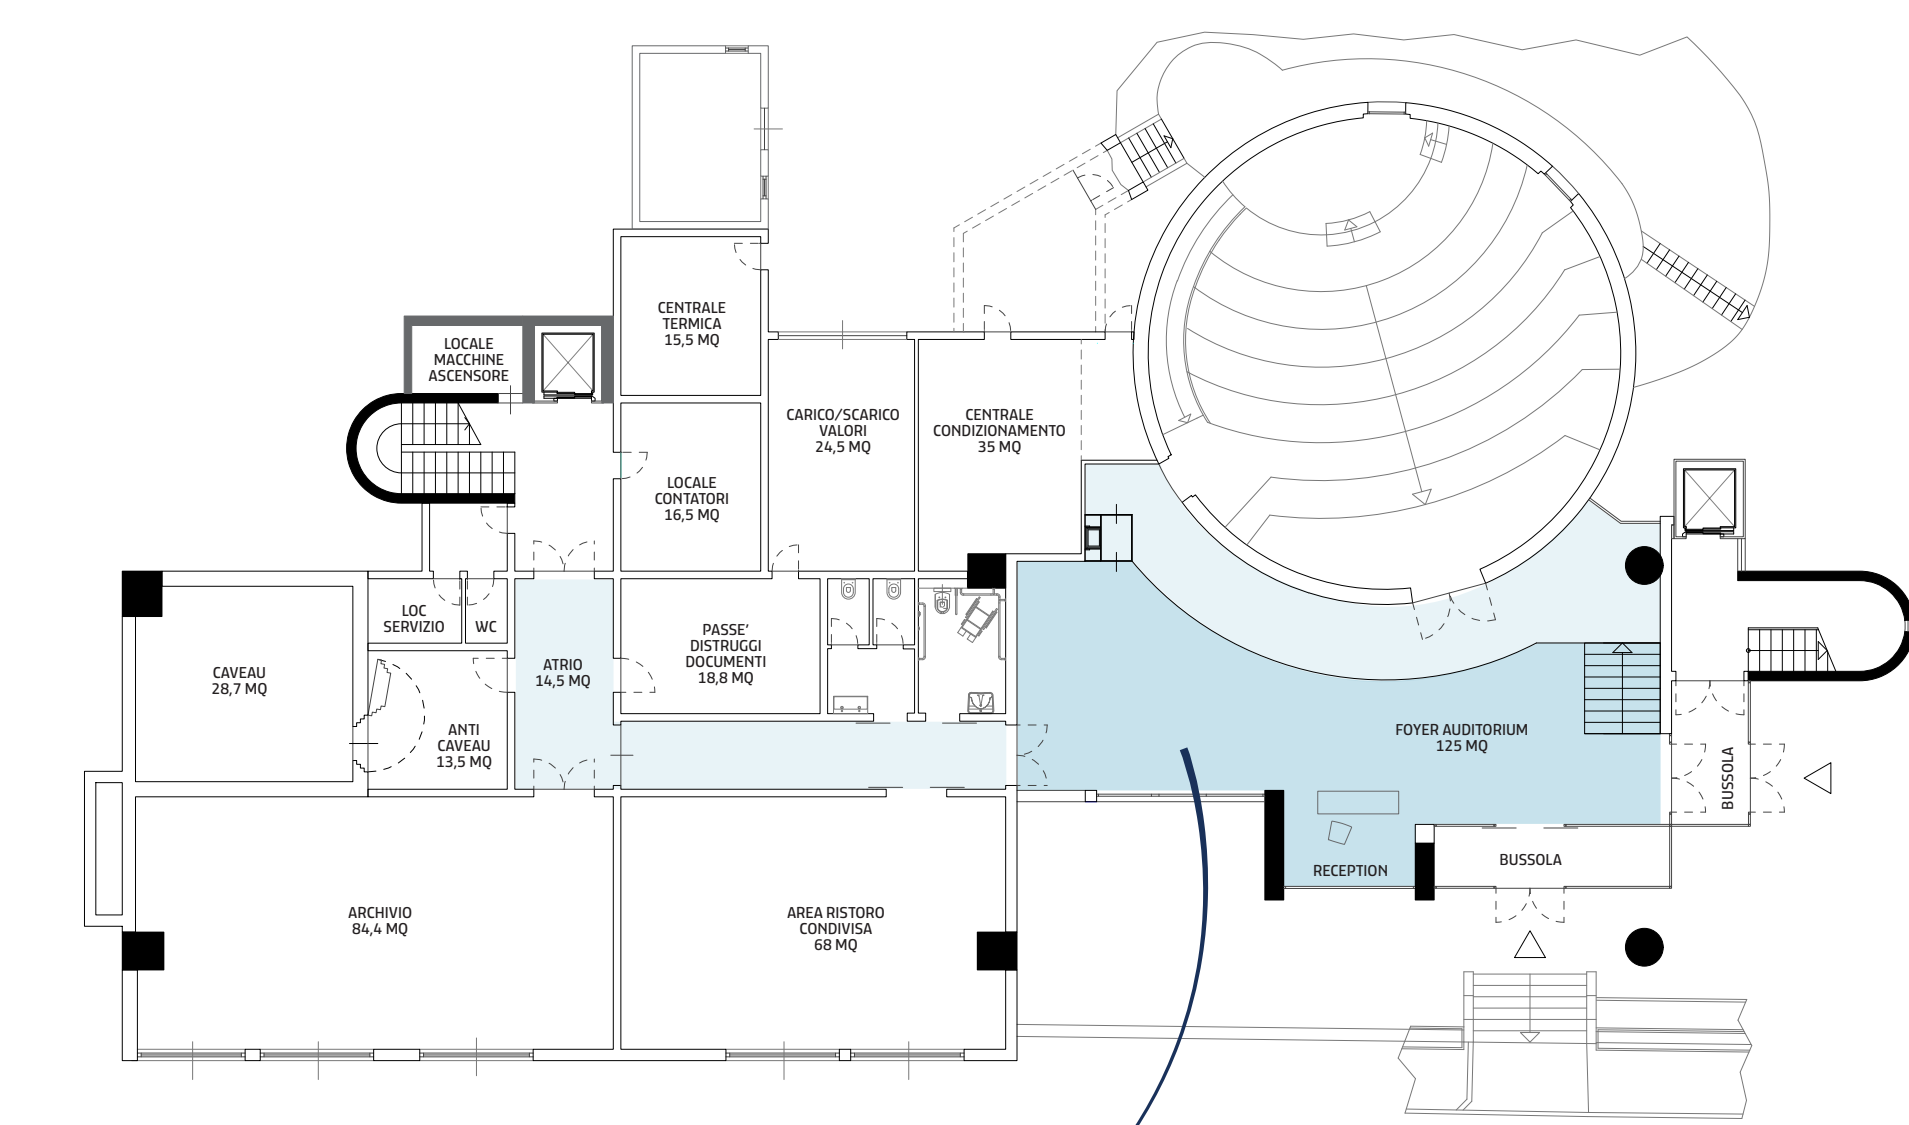 CENTRALE
TERMICA
15,5 MQ
LOCALE
MACCHINE
ASCENSORE
CARICO/SCARICO
VALORI
24,5 MQ
CENTRALE
CONDIZIONAMENTO
35 MQ
LOCALE
CONTATORI
16,5 MQ
LOC
SERVIZIO
WC
CAVEAU
28,7 MQ
ATRIO
14,5 MQ
PASSE’
DISTRUGGI
DOCUMENTI
18,8 MQ
ANTI
CAVEAU
13,5 MQ
FOYER AUDITORIUM
125 MQ
BUSSOLA
RECEPTION
BUSSOLA
ARCHIVIO
84,4 MQ
AREA RISTORO
CONDIVISA
68 MQ